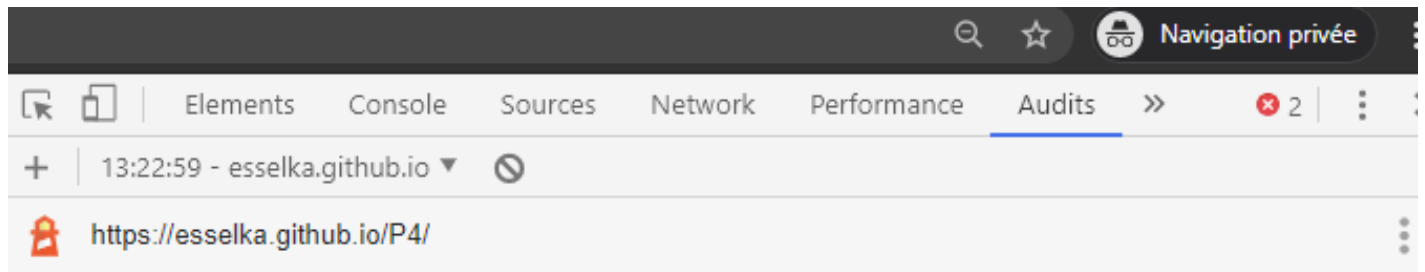 Navigation privée
Elements Console Sources Network Performance Audits » 2
+ 13:22:59 - esselka.github.io ▼
https://esselka.github.io/P4/